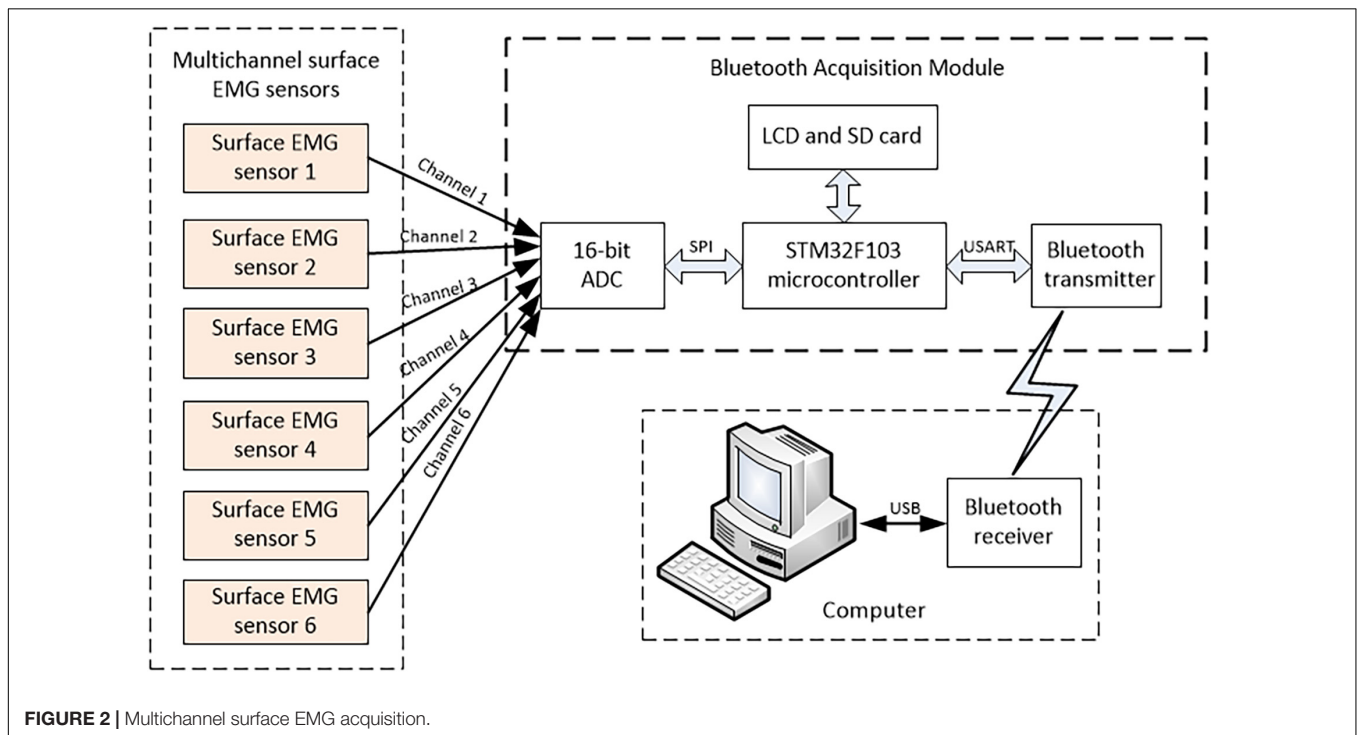 Multichannel surface
EMG sensors
Surface EMG
sensor 1
Surface EMG
sensor 2
Surface EMG
sensor 3
Surface EMG
sensor 4
Surface EMG
sensor 5
Surface EMG
sensor 6
Channel 1
Channel 2
Channel 3
Channel 4
Channel 5
Channel 6
Bluetooth Acquisition Module
LCD and SD card
16-bit
ADC
SPI
STM32F103
microcontroller
USART
Bluetooth
transmitter
USB
Bluetooth
receiver
Computer
FIGURE 2 | Multichannel surface EMG acquisition.